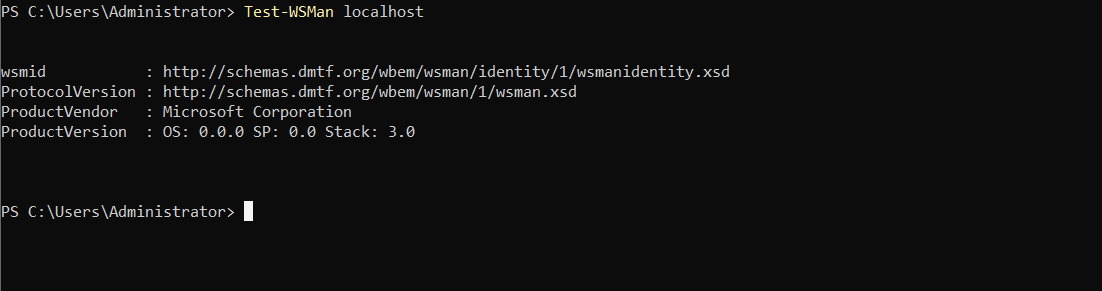 PS C:\Users\Administrator> Test-WSMan localhost
wsmid           : http://schemas.dmtf.org/wbem/wsman/identity/1/wsmanidentity.xsd
ProtocolVersion : http://schemas.dmtf.org/wbem/wsman/1/wsman.xsd
ProductVendor   : Microsoft Corporation
ProductVersion  : OS: 0.0.0 SP: 0.0 Stack: 3.0
PS C:\Users\Administrator>